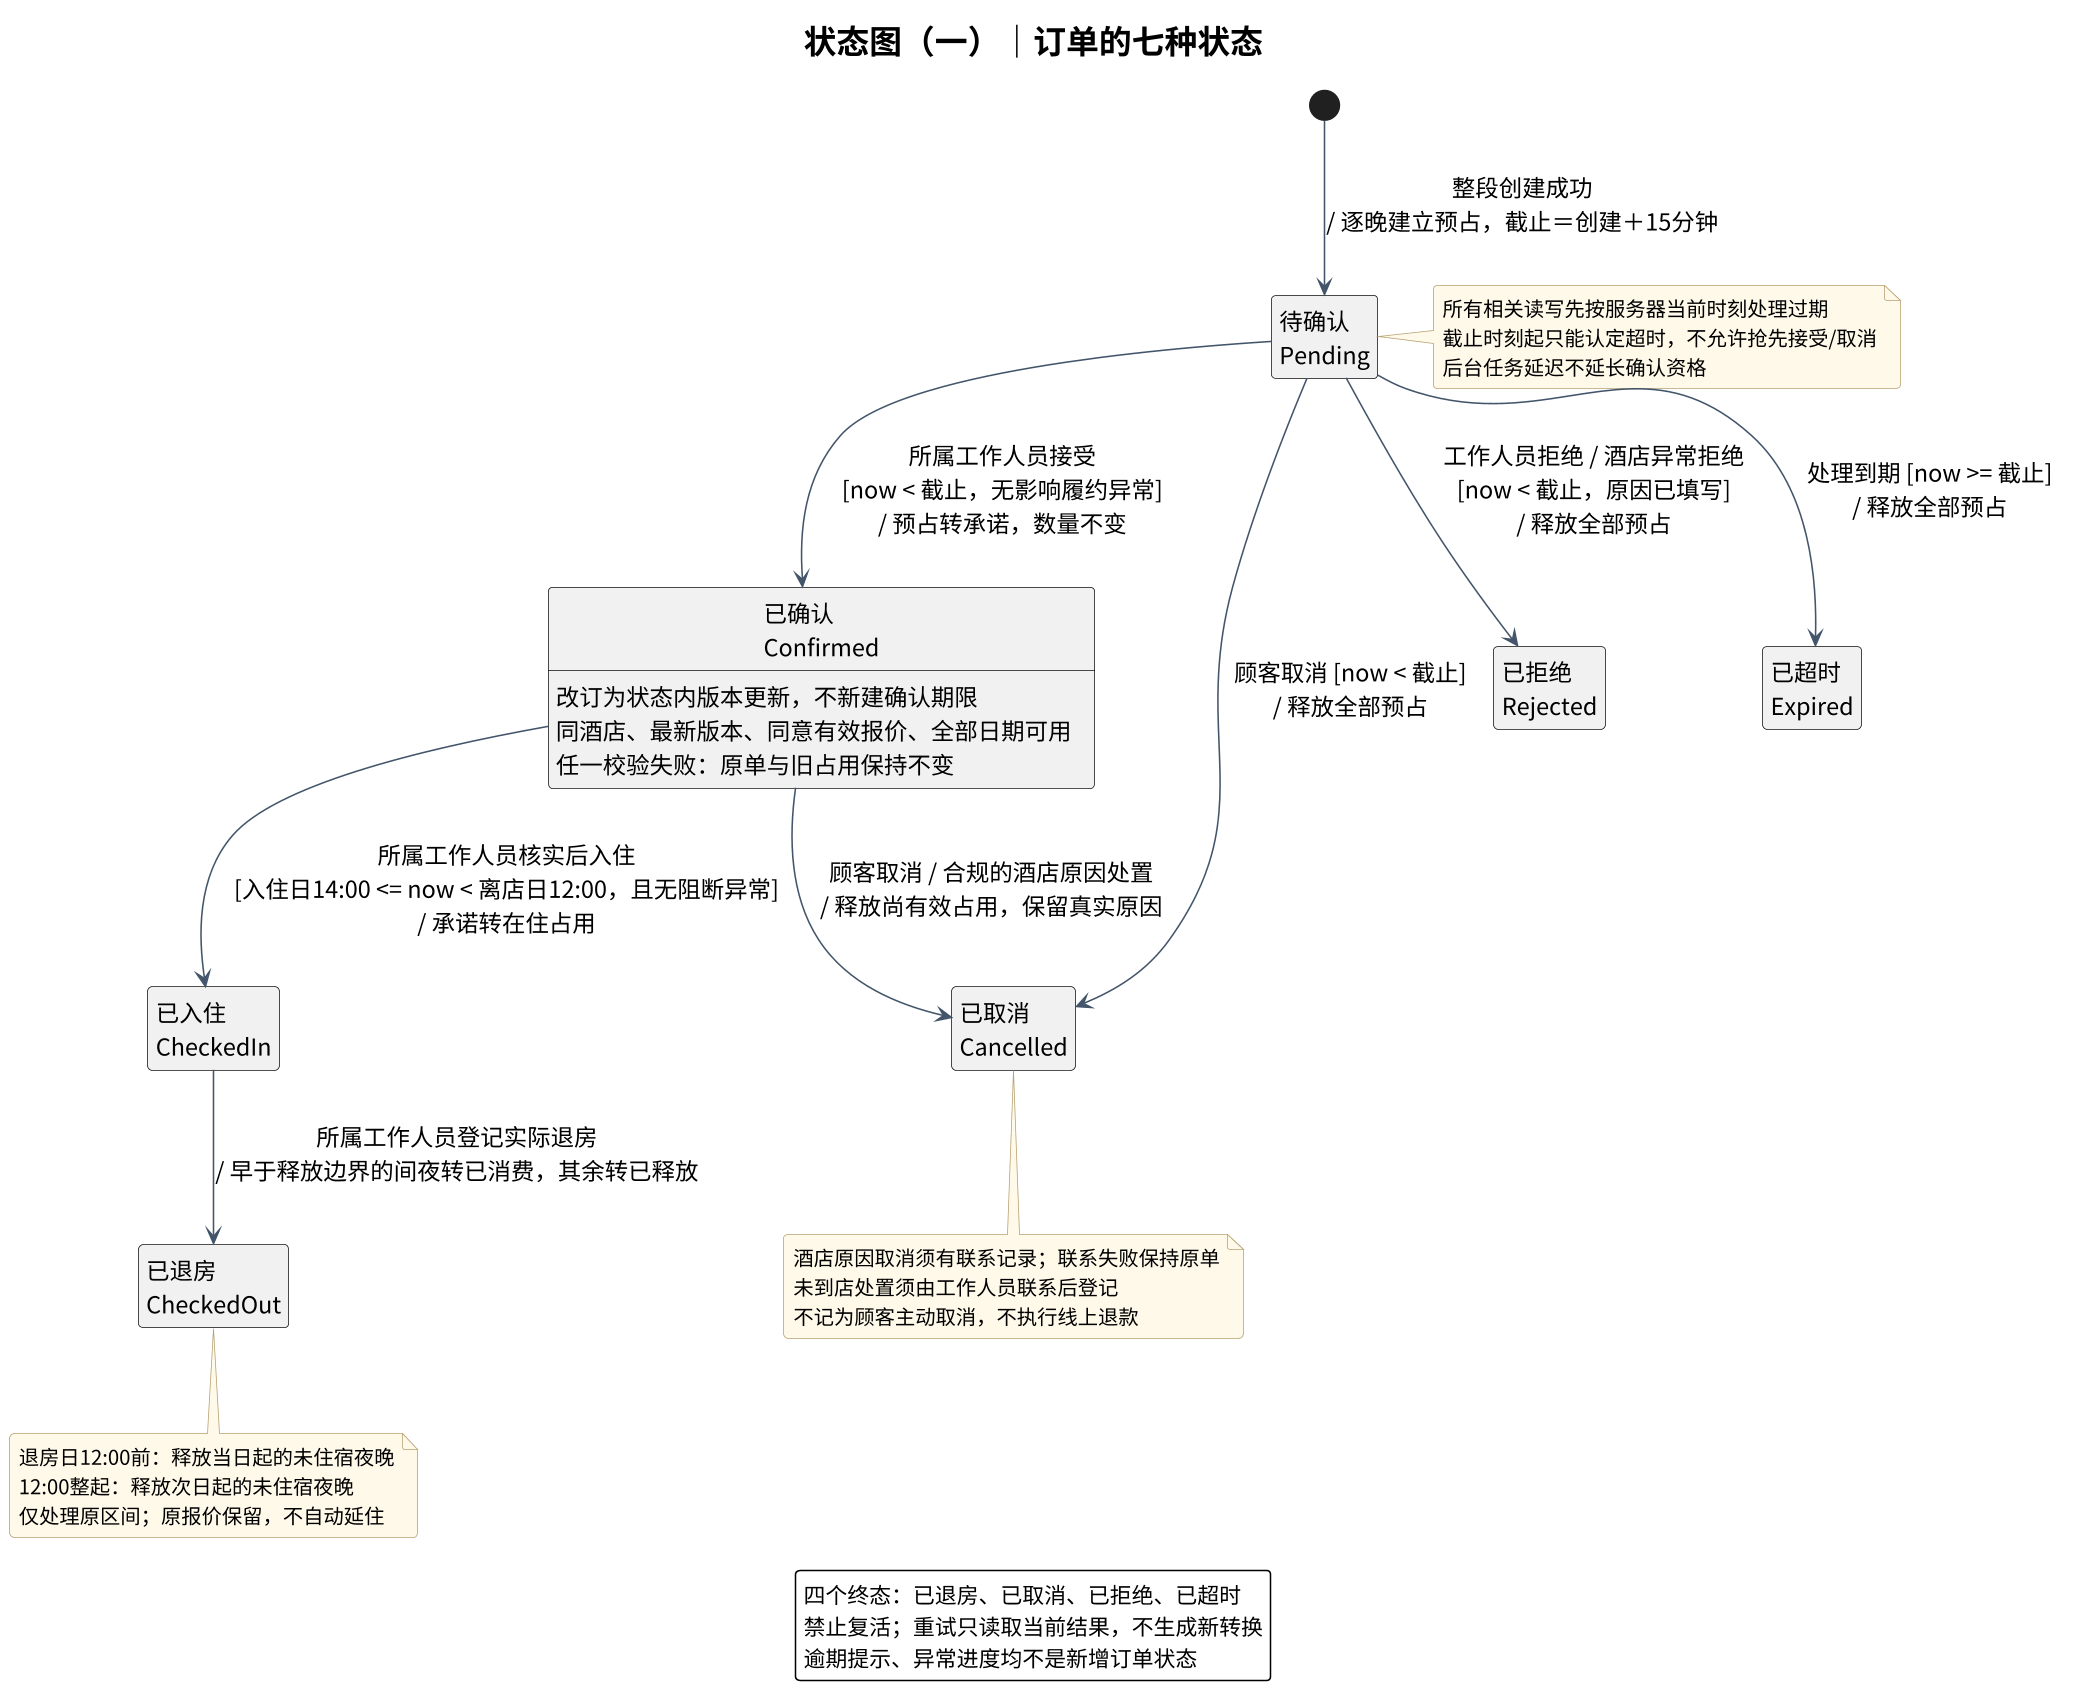 状态图（一）｜订单的七种状态
整段创建成功
/ 逐晚建立预占，截止＝创建＋15分钟
待确认
Pending
所有相关读写先按服务器当前时刻处理过期
截止时刻起只能认定超时，不允许抢先接受/取消
后台任务延迟不延长确认资格
所属工作人员接受
[now < 截止，无影响履约异常]
/ 预占转承诺，数量不变
工作人员拒绝 / 酒店异常拒绝
[now < 截止，原因已填写]
/ 释放全部预占
处理到期 [now >= 截止]
/ 释放全部预占
已确认
Confirmed
改订为状态内版本更新，不新建确认期限
同酒店、最新版本、同意有效报价、全部日期可用
任一校验失败：原单与旧占用保持不变
顾客取消 [now < 截止]
/ 释放全部预占
已拒绝
Rejected
已超时
Expired
所属工作人员核实后入住
[入住日14:00 <= now < 离店日12:00，且无阻断异常]
/ 承诺转在住占用
顾客取消 / 合规的酒店原因处置
/ 释放尚有效占用，保留真实原因
已入住
CheckedIn
已取消
Cancelled
所属工作人员登记实际退房
/ 早于释放边界的间夜转已消费，其余转已释放
已退房
CheckedOut
酒店原因取消须有联系记录；联系失败保持原单
未到店处置须由工作人员联系后登记
不记为顾客主动取消，不执行线上退款
退房日12:00前：释放当日起的未住宿夜晚
12:00整起：释放次日起的未住宿夜晚
仅处理原区间；原报价保留，不自动延住
四个终态：已退房、已取消、已拒绝、已超时
禁止复活；重试只读取当前结果，不生成新转换
逾期提示、异常进度均不是新增订单状态